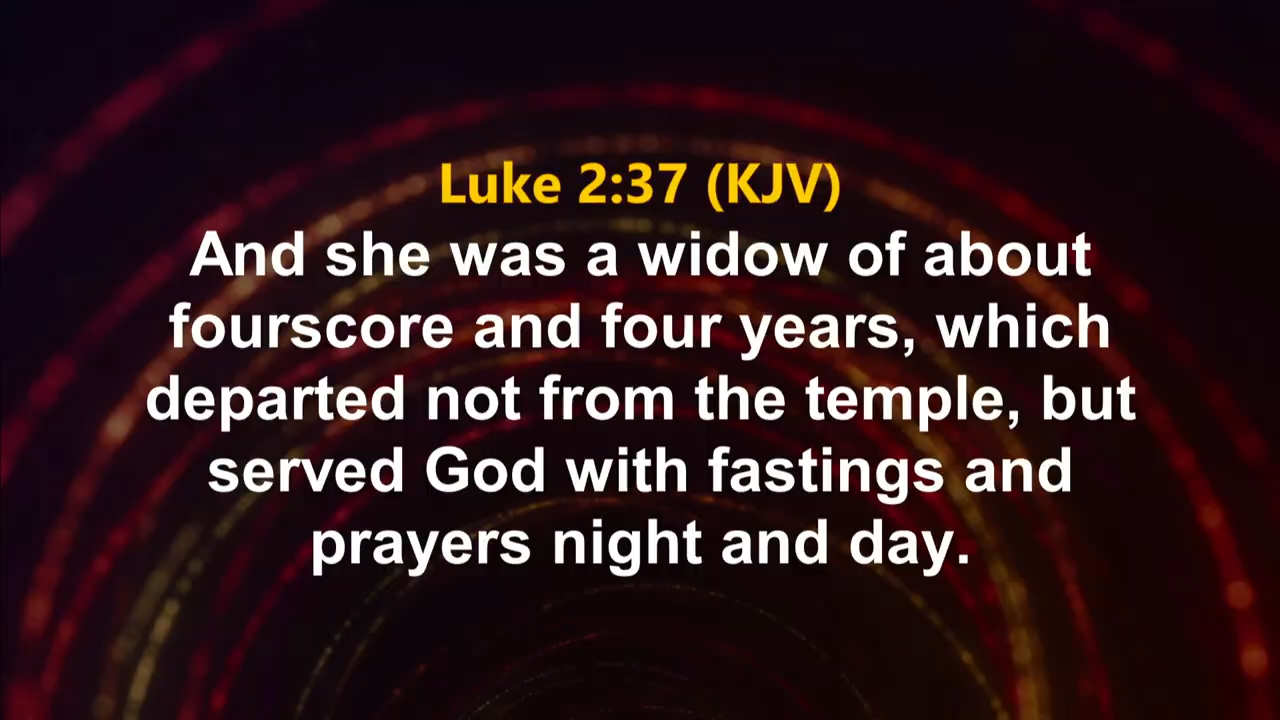 Luke 2:37 (KJV)
And she was a widow of about
fourscore and four years, which
departed not from the temple, but
served God with fastings and
prayers night and day.